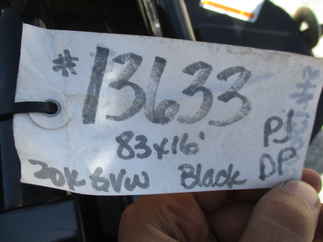 # 13633
83x16'
PJ
20K GVW Black DP